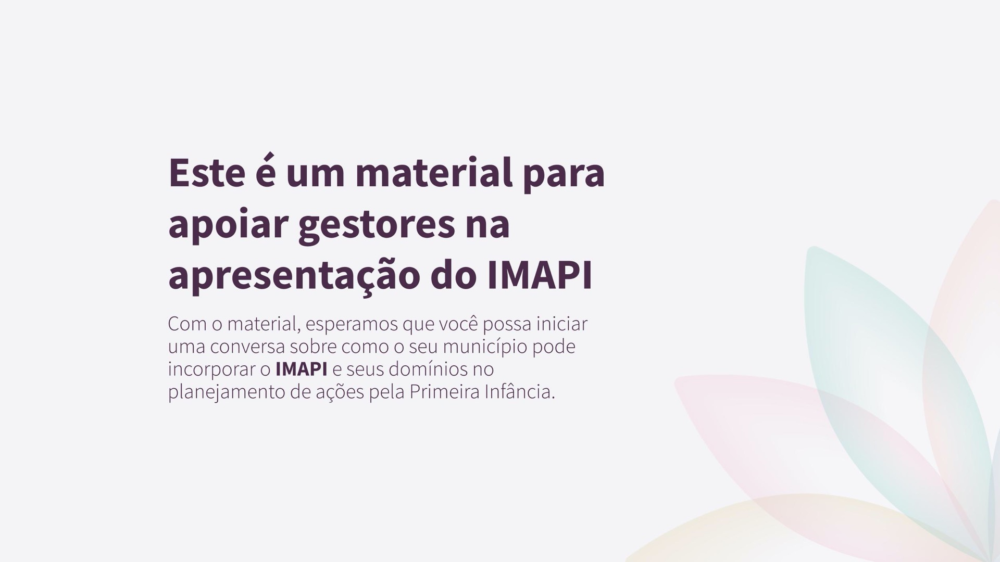 Este é um material para
apoiar gestores na
apresentação do IMAPI
Com o material, esperamos que você possa iniciar
uma conversa sobre como o seu município pode
incorporar o IMAPI e seus domínios no
planejamento de ações pela Primeira Infância.